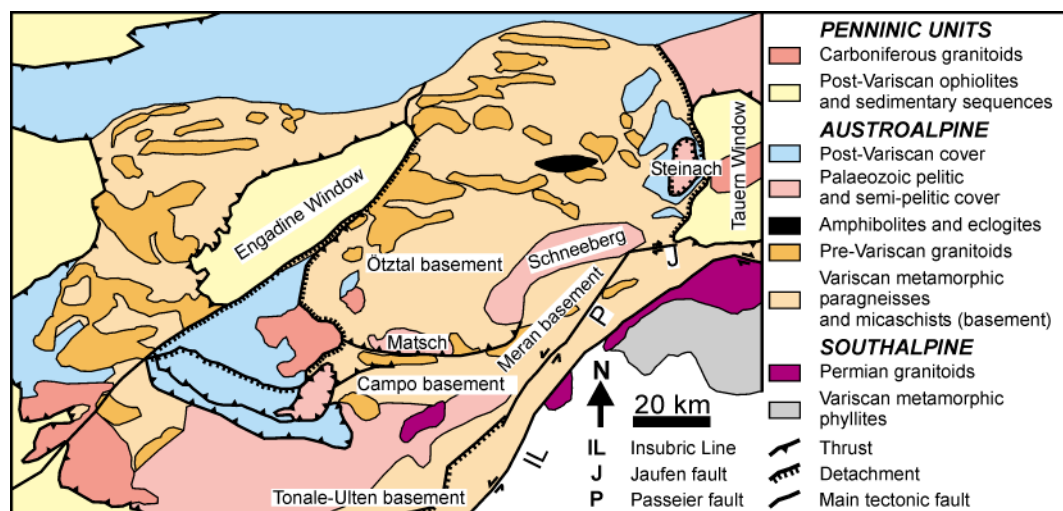 Engadine Window
Ötztal basement
Schneeberg
Steinach
Tauern Window
Matsch
Meran basement
Campo basement
Tonale-Ulten basement
J
P
IL
N
20 km
IL Insubric Line
J Jaufen fault
P Passeier fault
PENNINIC UNITS
Carboniferous granitoids
Post-Variscan ophiolites
and sedimentary sequences
AUSTROALPINE
Post-Variscan cover
Palaeozoic pelitic
and semi-pelitic cover
Amphibolites and eclogites
Pre-Variscan granitoids
Variscan metamorphic
paragneisses
and micaschists (basement)
SOUTHALPINE
Permian granitoids
Variscan metamorphic
phyllites
Thrust
Detachment
Main tectonic fault